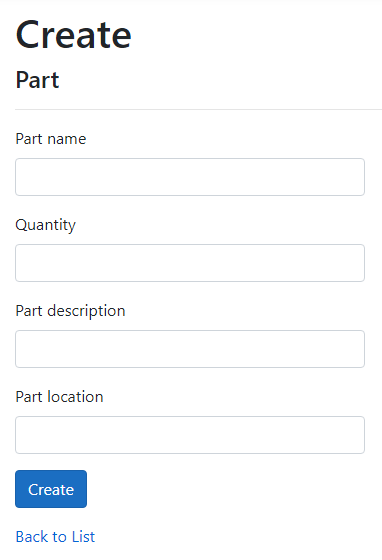 Create
Part
Part name
Quantity
Part description
Part location
Create
Back to List